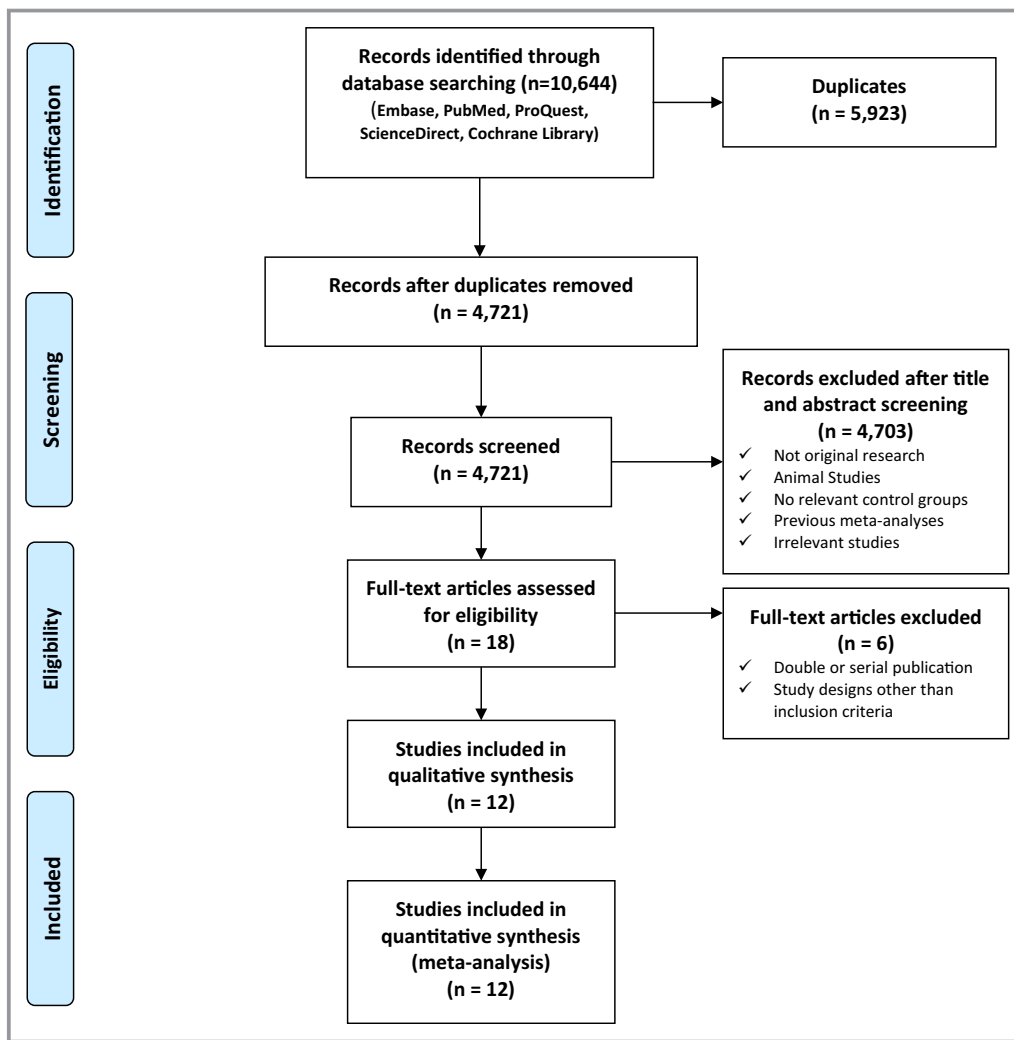 Identification
Records identified through
database searching (n=10,644)
(Embase, PubMed, ProQuest,
ScienceDirect, Cochrane Library)
Duplicates
(n = 5,923)
Records after duplicates removed
(n = 4,721)
Screening
Records screened
(n = 4,721)
Records excluded after title
and abstract screening
(n = 4,703)
✓ Not original research
✓ Animal Studies
✓ No relevant control groups
✓ Previous meta-analyses
✓ Irrelevant studies
Eligibility
Full-text articles assessed
for eligibility
(n = 18)
Full-text articles excluded
(n = 6)
✓ Double or serial publication
✓ Study designs other than
inclusion criteria
Studies included in
qualitative synthesis
(n = 12)
Included
Studies included in
quantitative synthesis
(meta-analysis)
(n = 12)